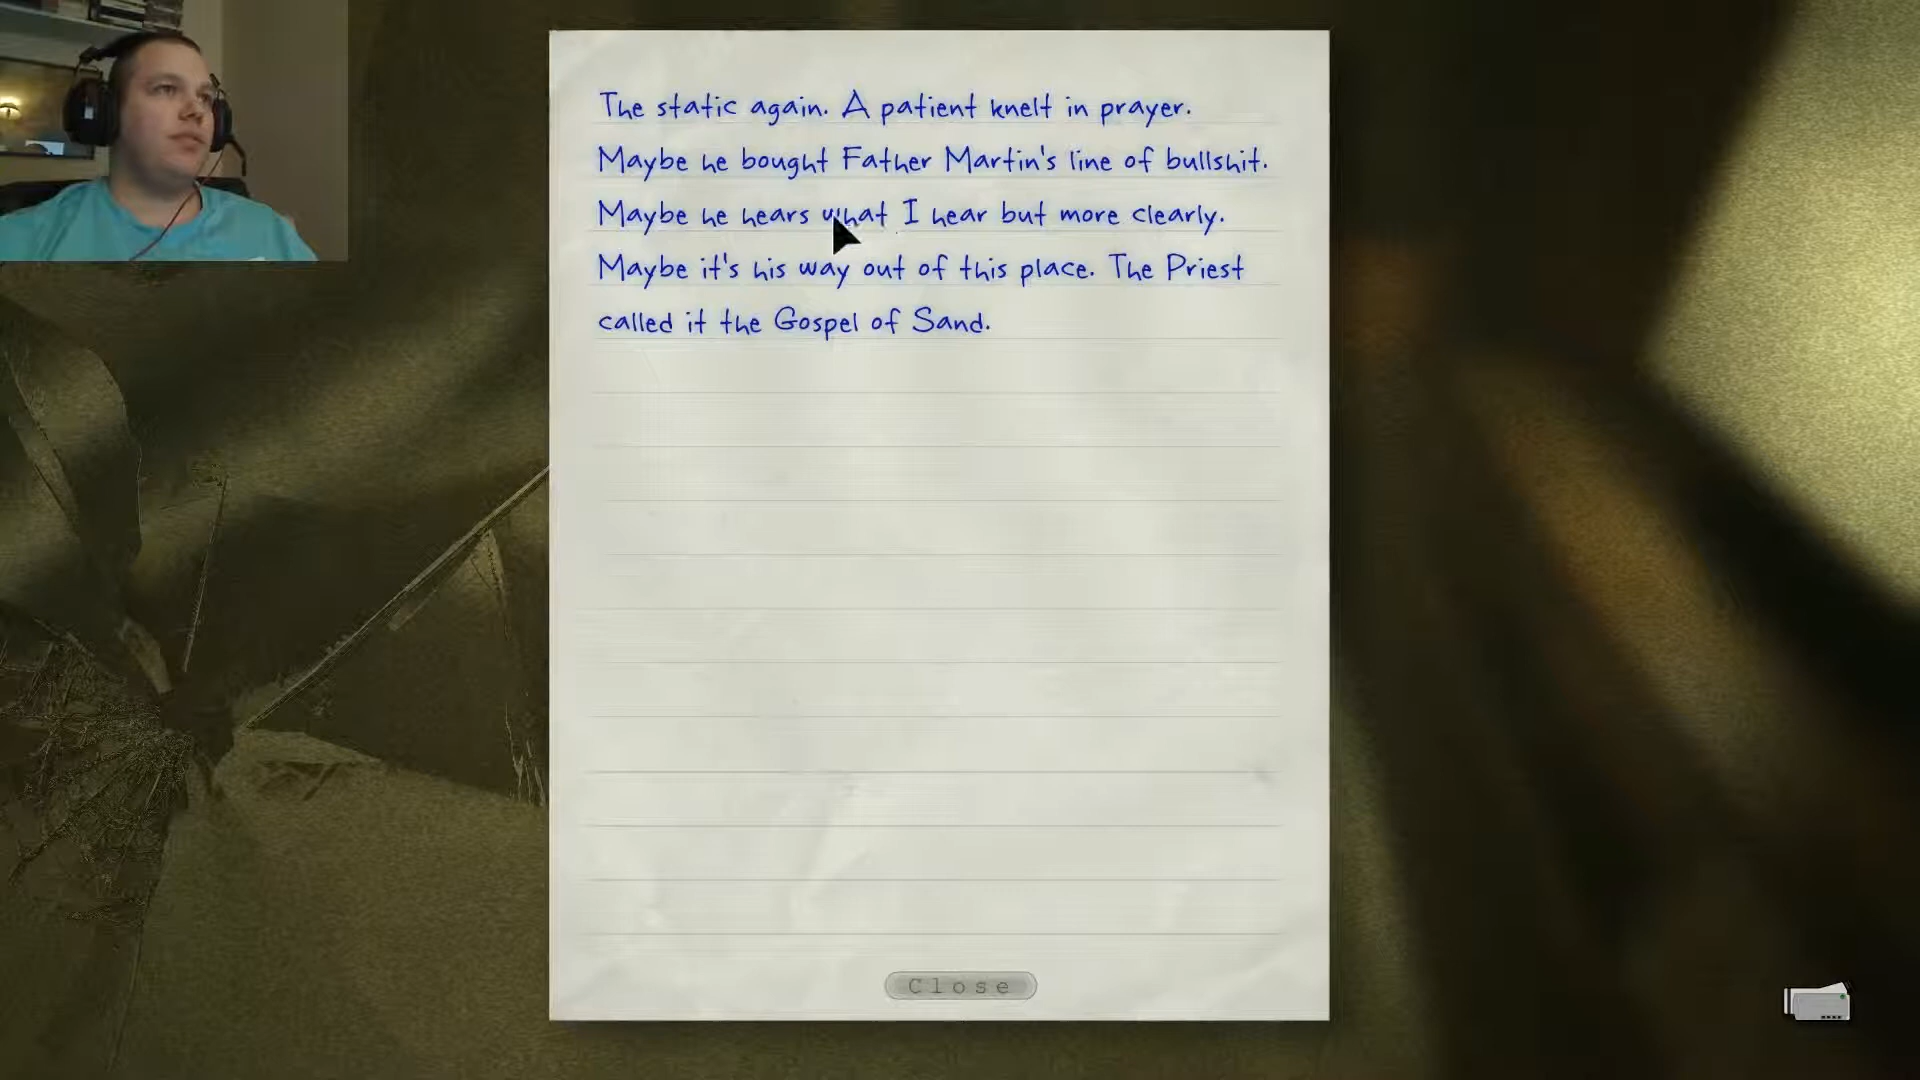 The static again. A patient knelt in prayer.
Maybe he bought Father Martin's line of bullshit.
Maybe he hears what I hear but more clearly.
Maybe it's his way out of this place. The Priest
called it the Gospel of Sand.
Close